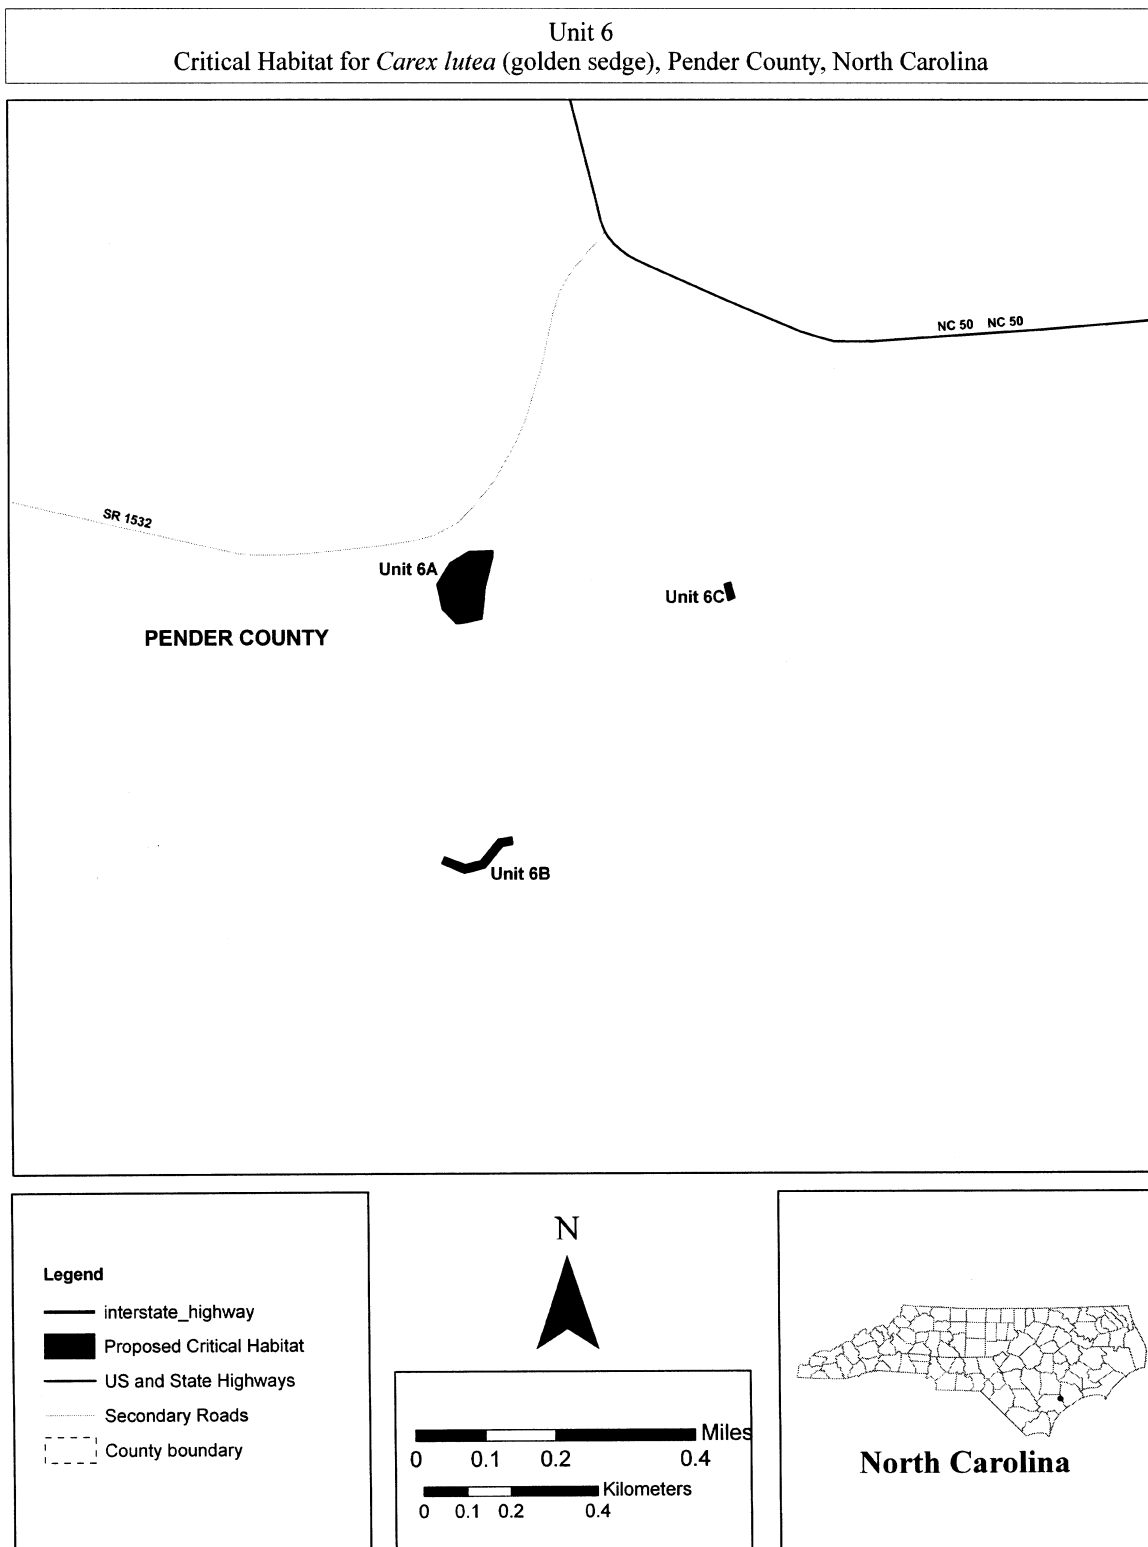 Unit 6
Critical Habitat for Carex lutea (golden sedge), Pender County, North Carolina
NC 50 NC 50
SR 1532
Unit 6A
Unit 6C
PENDER COUNTY
Unit 6B
Legend
interstate_highway
Proposed Critical Habitat
US and State Highways
Secondary Roads
County boundary
N
Miles
0 0.1 0.2 0.4
Kilometers
0 0.1 0.2 0.4
North Carolina